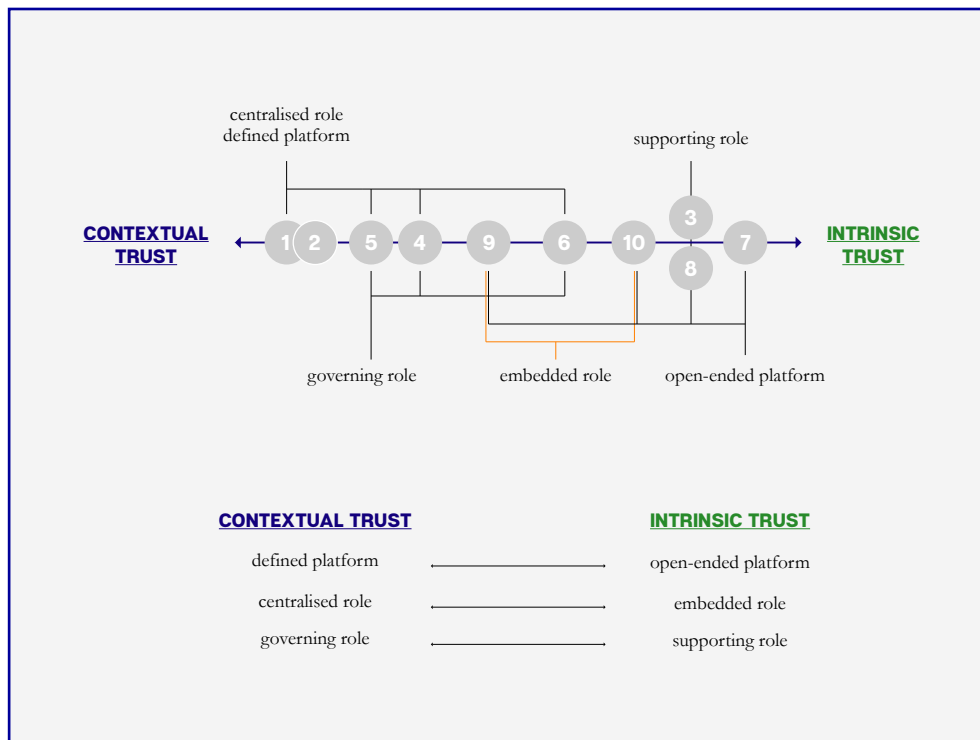 centralised role
defined platform
supporting role
3
CONTEXTUAL
TRUST
1
2
5
4
9
6
10
7
INTRINSIC
TRUST
8
governing role
embedded role
open-ended platform
CONTEXTUAL TRUST
INTRINSIC TRUST
defined platform
open-ended platform
centralised role
embedded role
governing role
supporting role